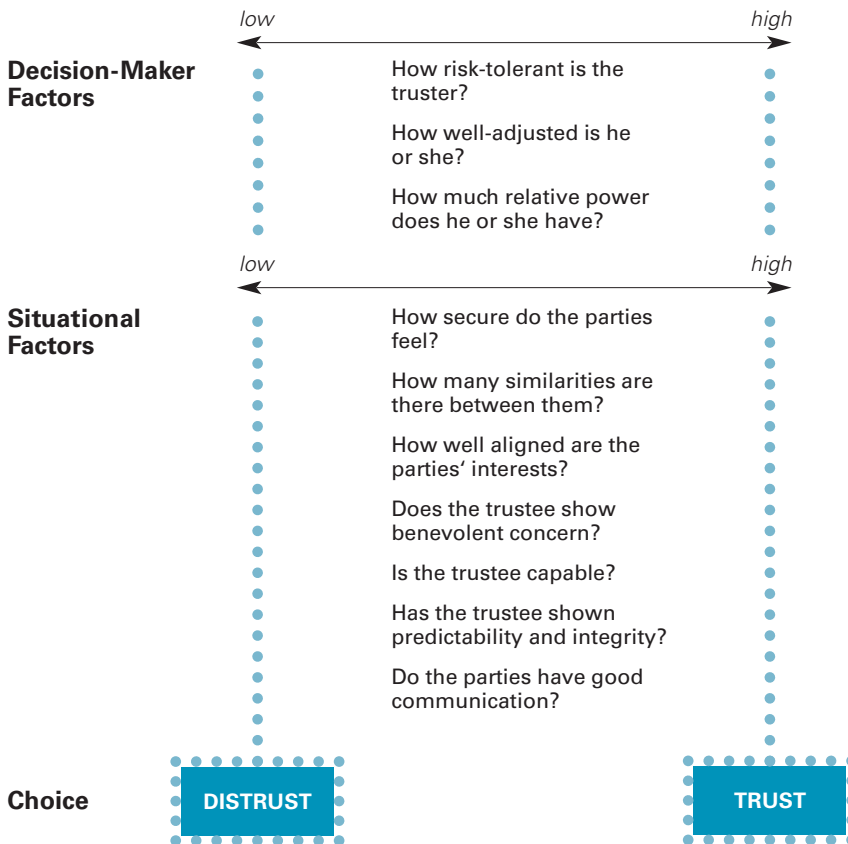 low high
Decision-Maker
Factors
How risk-tolerant is the
truster?
How well-adjusted is he
or she?
How much relative power
does he or she have?
low high
Situational
Factors
How secure do the parties
feel?
How many similarities are
there between them?
How well aligned are the
parties‘ interests?
Does the trustee show
benevolent concern?
Is the trustee capable?
Has the trustee shown
predictability and integrity?
Do the parties have good
communication?
Choice
DISTRUST
TRUST